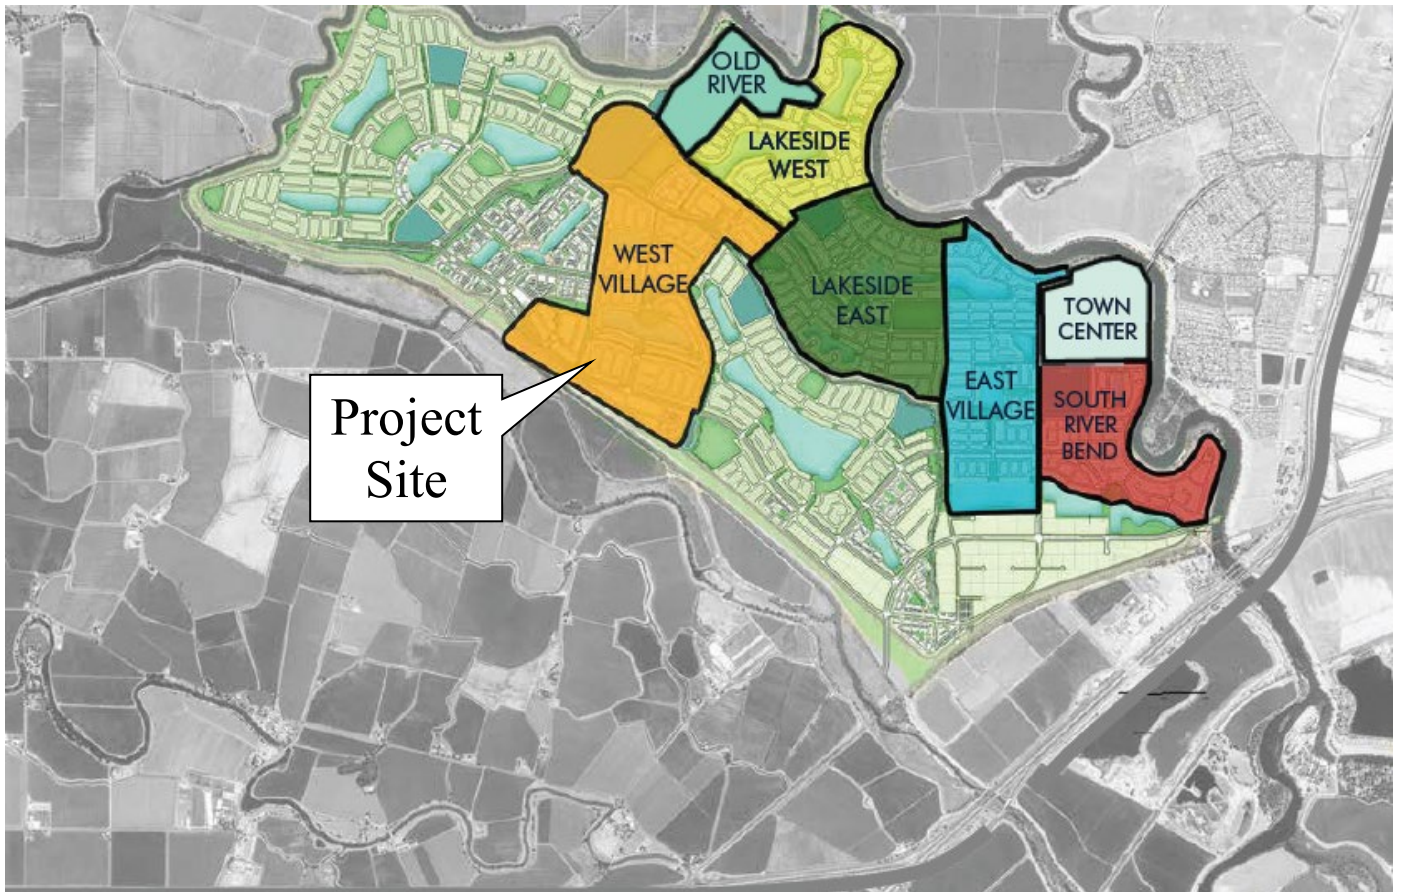 OLD
RIVER
LAKESIDE
WEST
WEST
VILLAGE
LAKESIDE
EAST
TOWN
CENTER
EAST
VILLAGE
SOUTH
RIVER
BEND
Project
Site